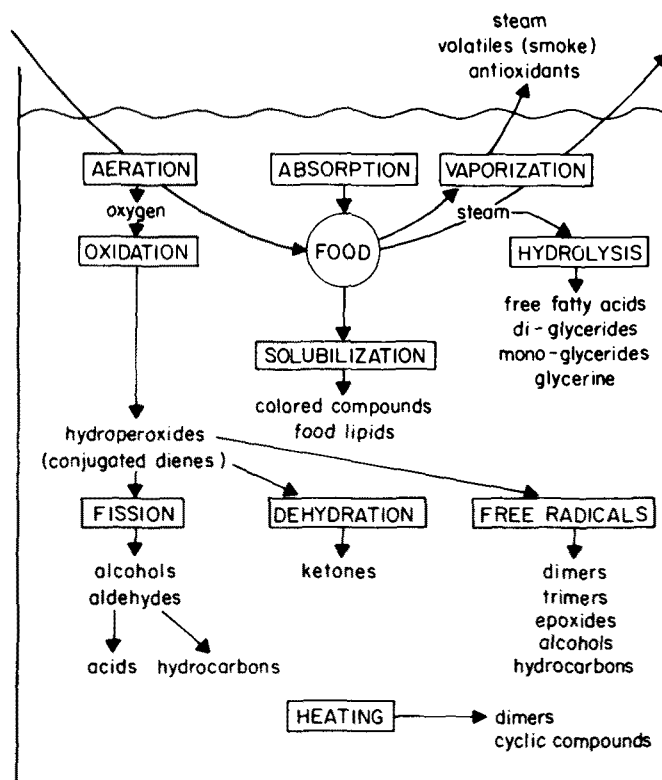 steam
volatiles (smoke)
antioxidants
AERATION
ABSORPTION
VAPORIZATION
oxygen
steam
OXIDATION
FOOD
HYDROLYSIS
free fatty acids
di-glycerides
mono-glycerides
glycerine
SOLUBILIZATION
colored compounds
food lipids
hydroperoxides
(conjugated dienes)
FISSION
DEHYDRATION
FREE RADICALS
alcohols
aldehydes
acids
hydrocarbons
ketones
dimers
trimers
epoxides
alcohols
hydrocarbons
HEATING
dimers
cyclic compounds